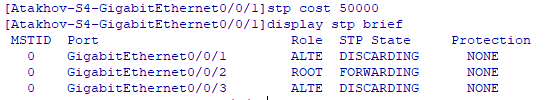 [Atakhov-S4-GigabitEthernet0/0/1]stp cost 50000
[Atakhov-S4-GigabitEthernet0/0/1]display stp brief
MSTID Port Role STP State Protection
0 GigabitEthernet0/0/1 ALTE DISCARDING NONE
0 GigabitEthernet0/0/2 ROOT FORWARDING NONE
0 GigabitEthernet0/0/3 ALTE DISCARDING NONE